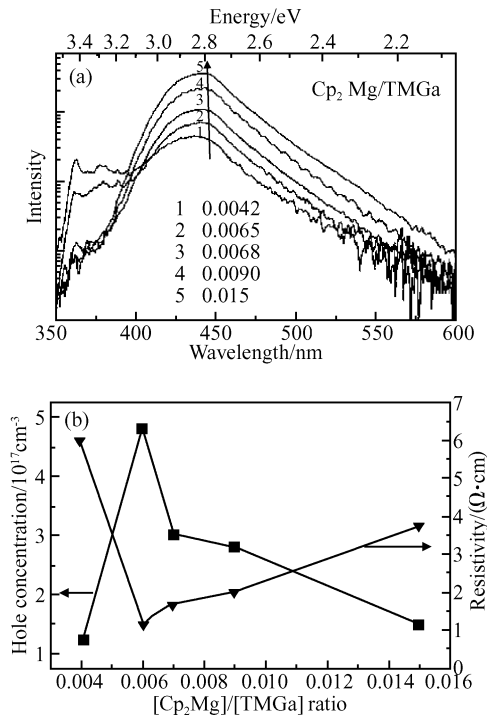 Energy/eV
3.4 3.2 3.0 2.8 2.6 2.4 2.2
(a)
Cp₂ Mg/TMGa
5
4
3
2
1
Intensity
1 0.0042
2 0.0065
3 0.0068
4 0.0090
5 0.015
350 400 450 500 550 600
Wavelength/nm
(b)
Hole concentration/10¹⁷cm⁻³
5
4
3
2
1
Resistivity/(Ω•cm)
7
6
5
4
3
2
1
0
0.004 0.006 0.008 0.010 0.012 0.014 0.016
[Cp₂Mg]/[TMGa] ratio